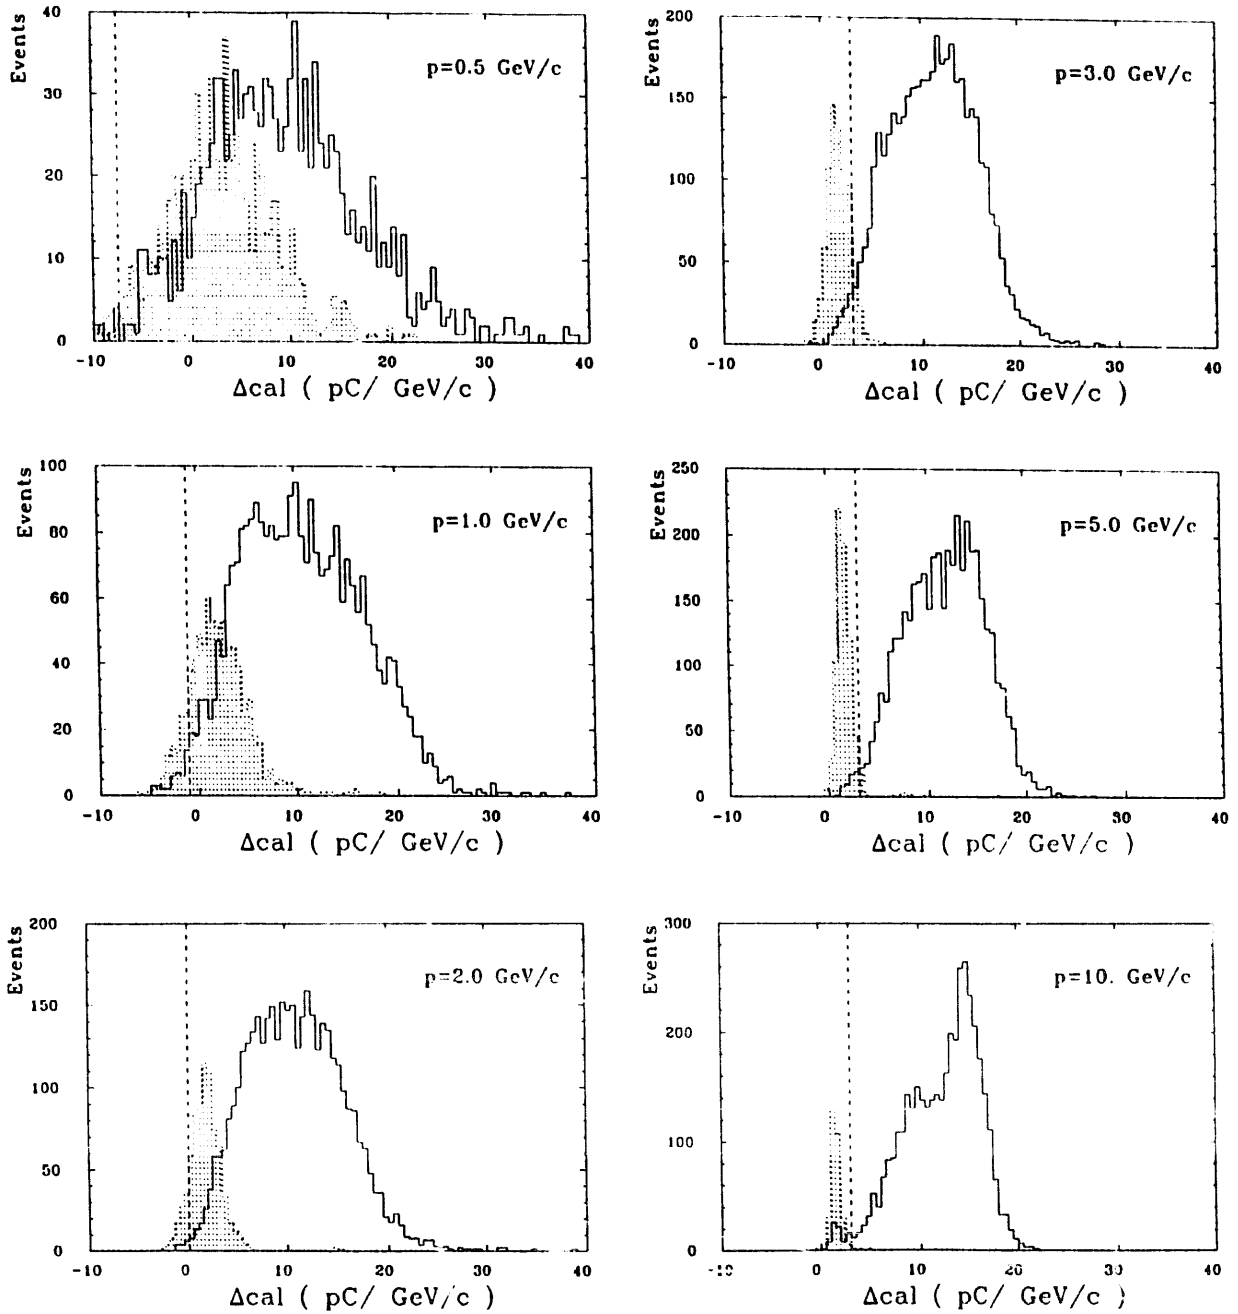 Events
40
30
20
10
0
p=0.5 GeV/c
-10 0 10 20 30 40
Δcal ( pC/ GeV/c )
Events
200
150
100
50
0
p=3.0 GeV/c
-10 0 10 20 30 40
Δcal ( pC/ GeV/c )
Events
100
80
60
40
20
0
p=1.0 GeV/c
-10 0 10 20 30 40
Δcal ( pC/ GeV/c )
Events
250
200
150
100
50
0
p=5.0 GeV/c
-10 0 10 20 30 40
Δcal ( pC/ GeV/c )
Events
200
150
100
50
0
p=2.0 GeV/c
-10 0 10 20 30 40
Δcal ( pC/ GeV/c )
Events
300
200
100
0
p=10. GeV/c
-10 0 10 20 30 40
Δcal ( pC/ GeV/c )